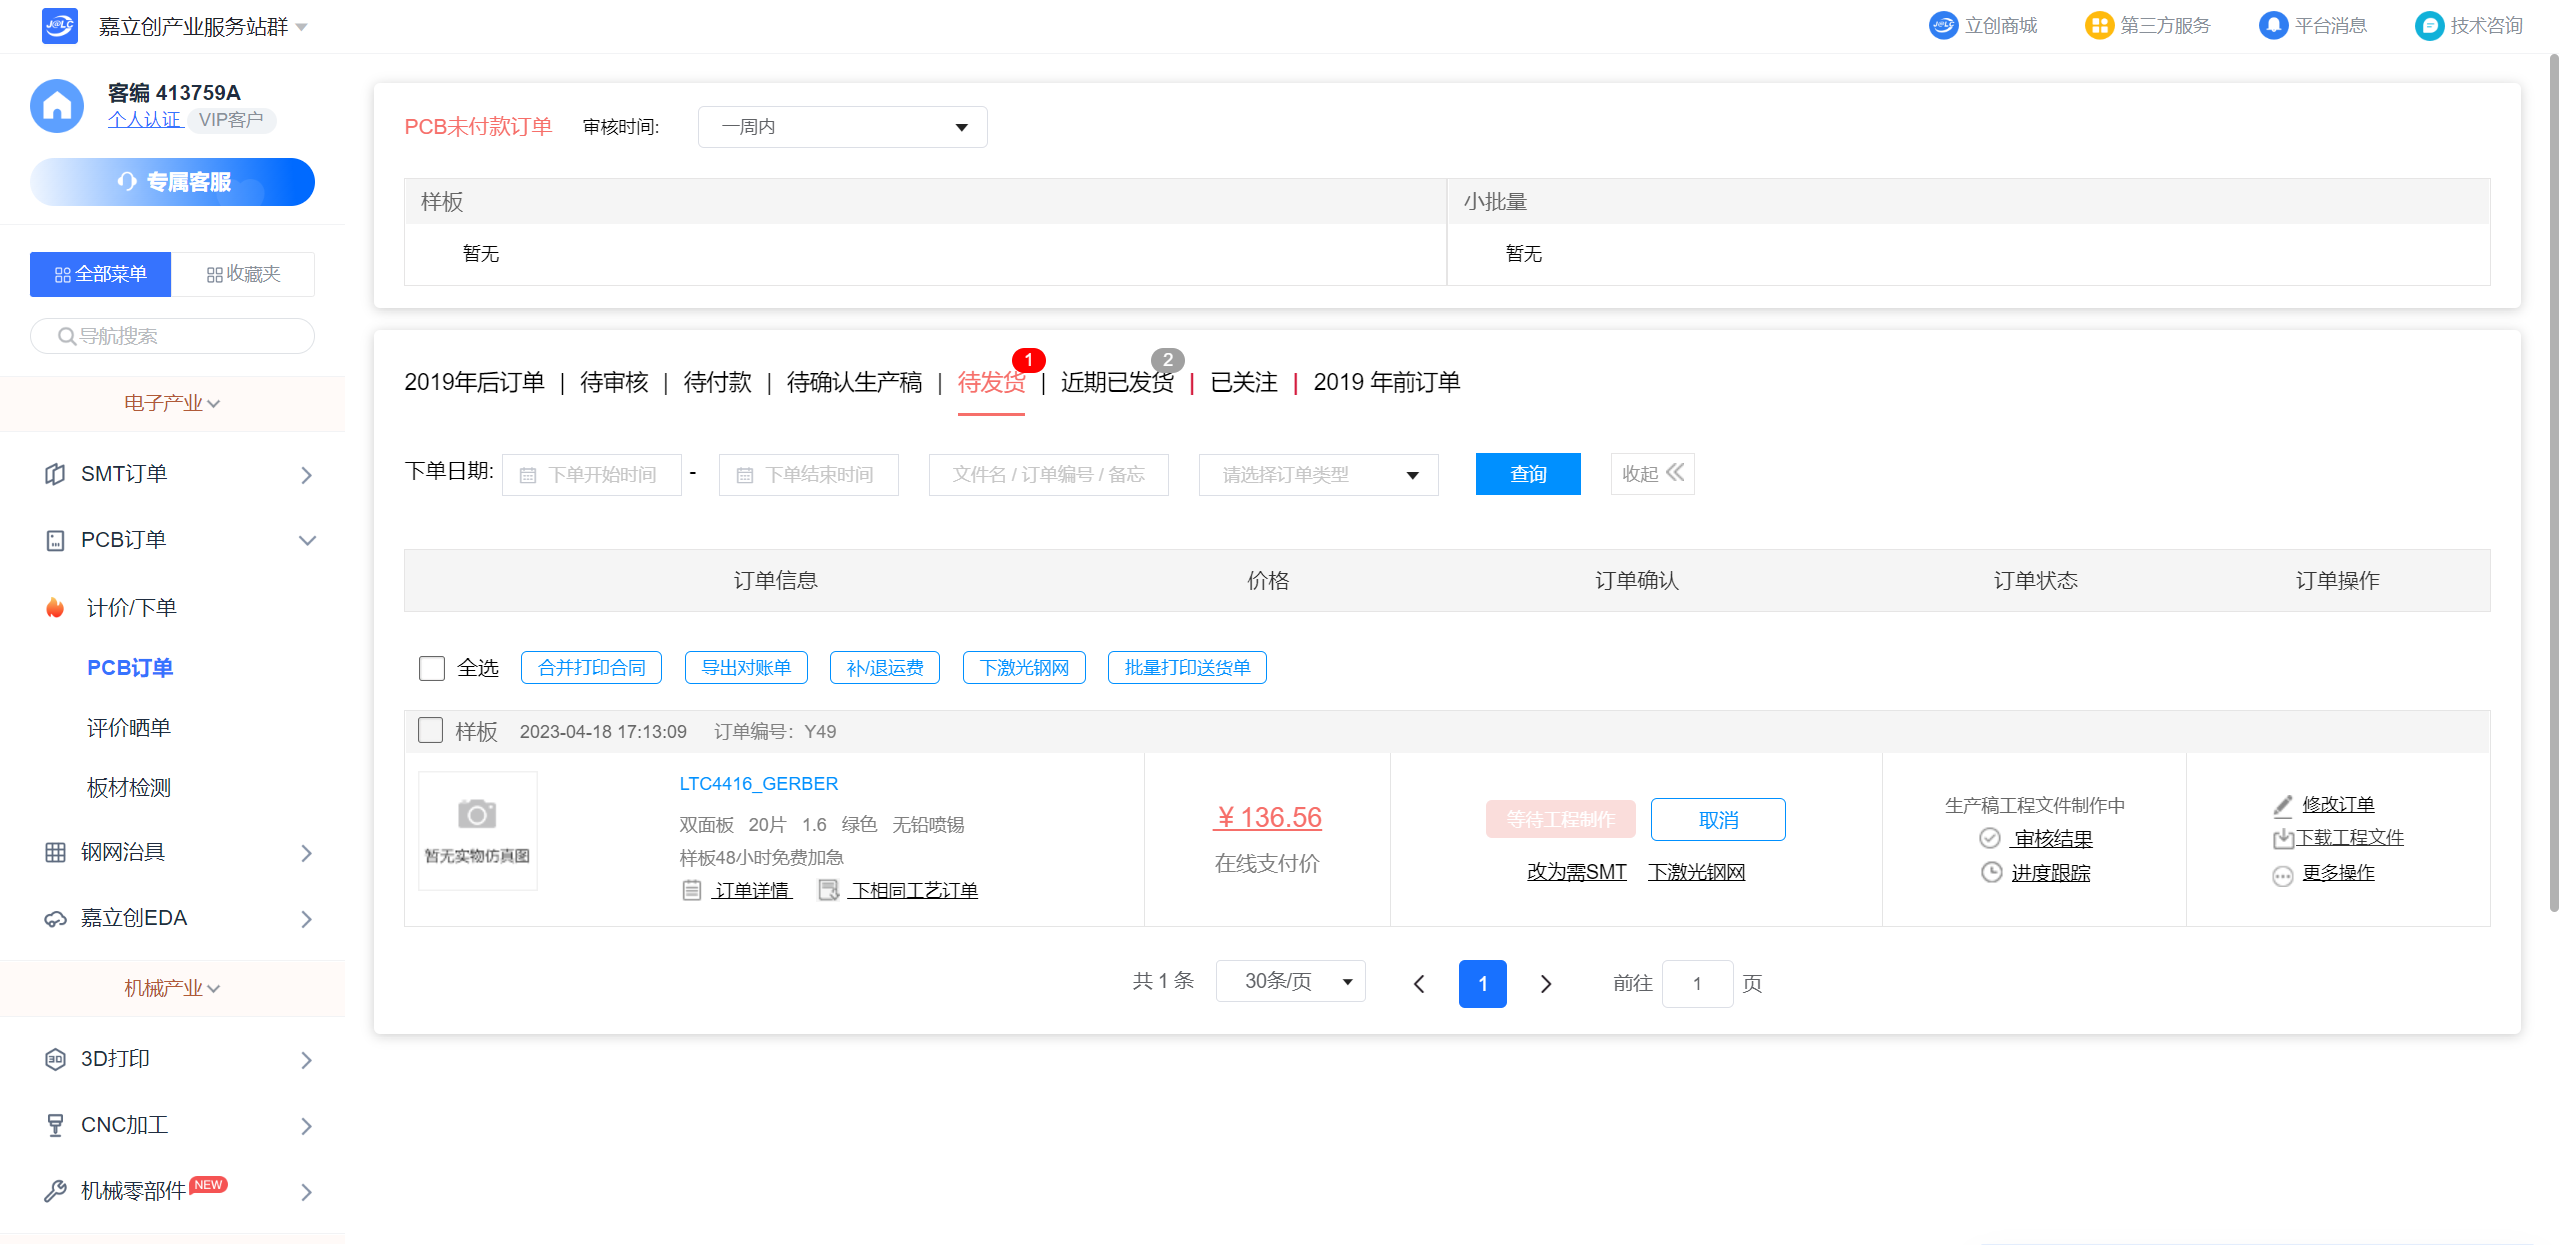 嘉立创产业服务站群
立创商城 第三方服务 平台消息 技术咨询
客编 413759A
个人认证 VIP客户
专属客服
全部菜单 收藏夹
导航搜索
电子产业
SMT订单
PCB订单
计价/下单
PCB订单
评价晒单
板材检测
钢网治具
嘉立创EDA
机械产业
3D打印
CNC加工
机械零部件 NEW
PCB未付款订单 审核时间: 一周内
样板 小批量
暂无 暂无
2019年后订单 | 待审核 | 待付款 | 待确认生产稿 | 待发货 1 | 近期已发货 2 | 已关注 | 2019 年前订单
下单日期: 下单开始时间 - 下单结束时间 文件名 / 订单编号 / 备忘 请选择订单类型 查询 收起
订单信息 价格 订单确认 订单状态 订单操作
全选 合并打印合同 导出对账单 补/退运费 下激光钢网 批量打印送货单
样板 2023-04-18 17:13:09 订单编号：Y49
暂无实物仿真图
LTC4416_GERBER
双面板 20片 1.6 绿色 无铅喷锡
样板48小时免费加急
订单详情 下相同工艺订单
￥136.56
在线支付价
等待工程制作 取消
改为需SMT 下激光钢网
生产稿工程文件制作中
审核结果
进度跟踪
修改订单
下载工程文件
更多操作
共 1 条 30条/页 1 前往 1 页